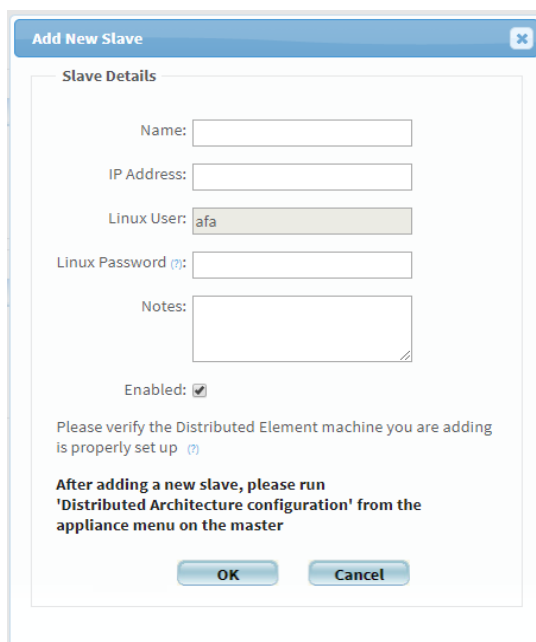 Add New Slave
Slave Details
Name:
IP Address:
Linux User: afa
Linux Password (?):
Notes:
Enabled:
Please verify the Distributed Element machine you are adding
is properly set up (?)
After adding a new slave, please run
'Distributed Architecture configuration' from the
appliance menu on the master
OK Cancel